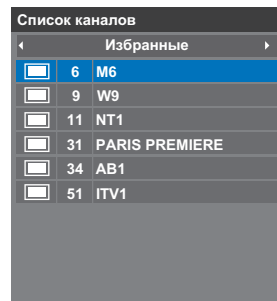 Список каналов
Избранные
6 M6
9 W9
11 NT1
31 PARIS PREMIERE
34 AB1
51 ITV1